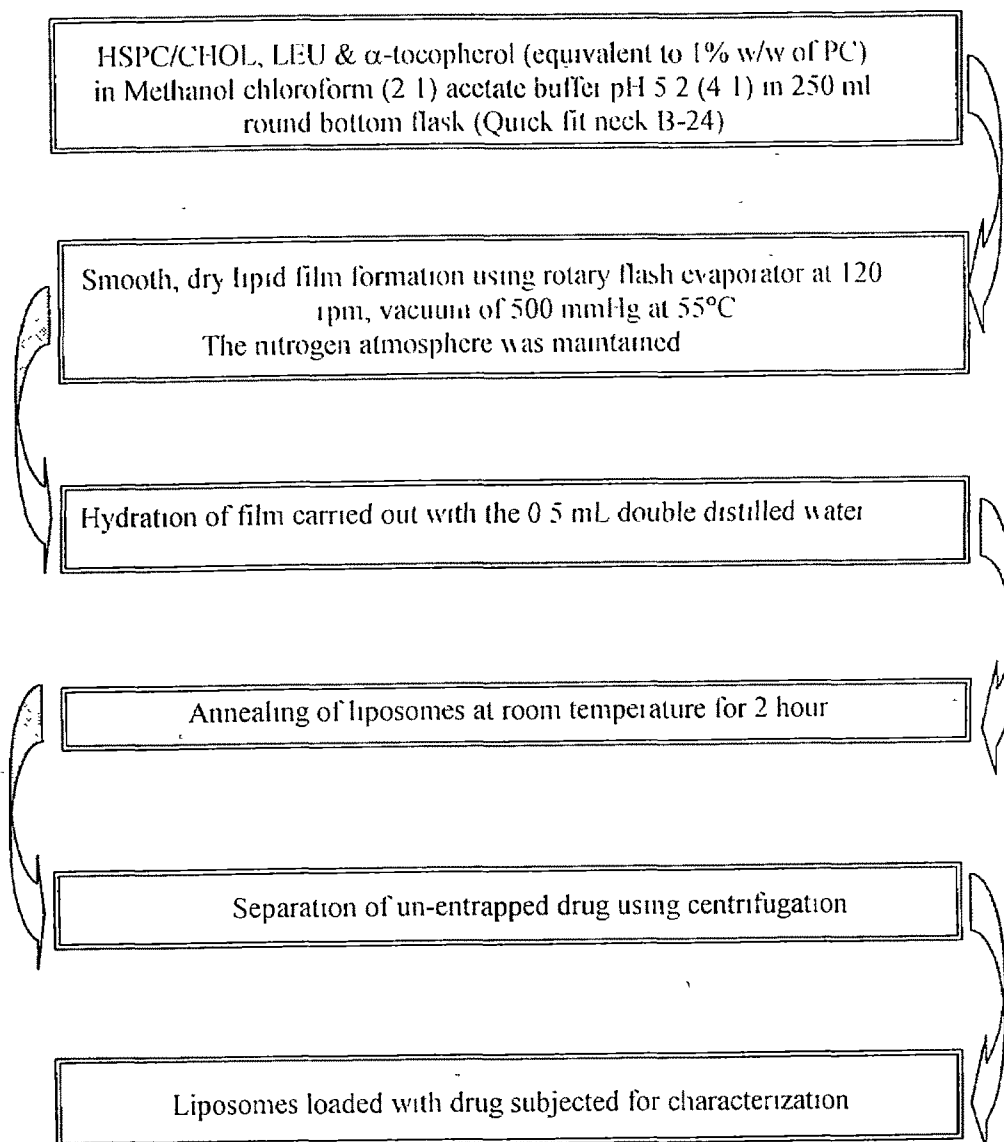 HSPC/CHOL, LEU & α-tocopherol (equivalent to 1% w/w of PC)
in Methanol chloroform (2 1) acetate buffer pH 5 2 (4 1) in 250 ml
round bottom flask (Quick fit neck B-24)
Smooth, dry lipid film formation using rotary flash evaporator at 120
rpm, vacuum of 500 mmHg at 55°C
The nitrogen atmosphere was maintained
Hydration of film carried out with the 0 5 mL double distilled water
Annealing of liposomes at room temperature for 2 hour
Separation of un-entrapped drug using centrifugation
Liposomes loaded with drug subjected for characterization